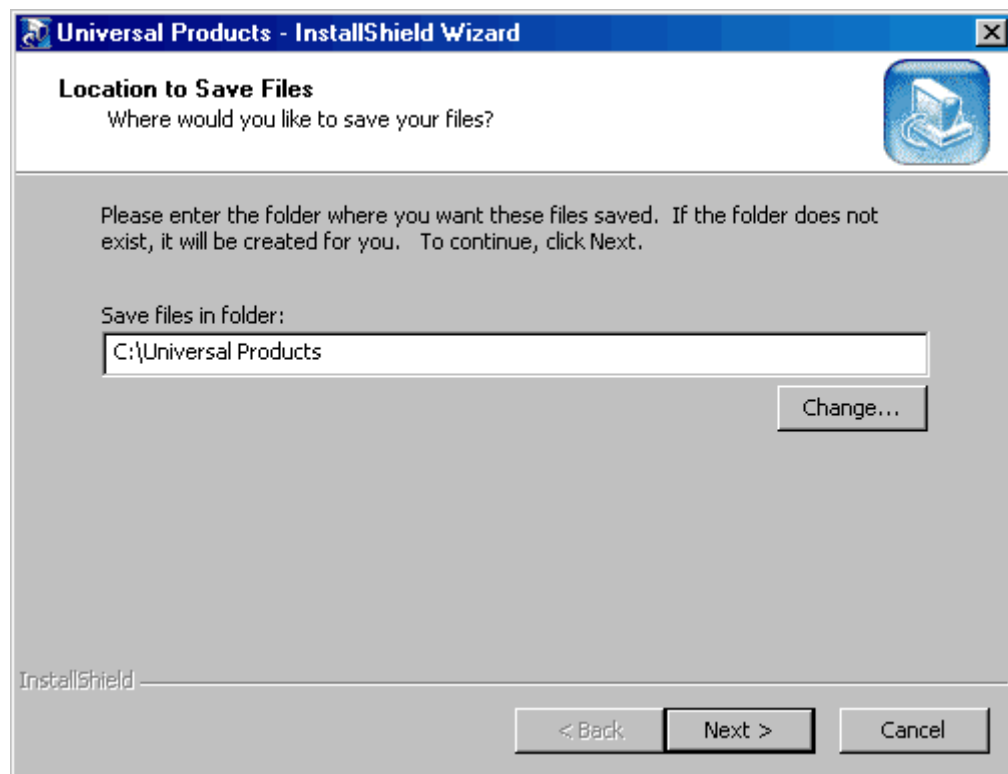 Universal Products - InstallShield Wizard
Location to Save Files
Where would you like to save your files?
Please enter the folder where you want these files saved.  If the folder does not
exist, it will be created for you.   To continue, click Next.
Save files in folder:
C:\Universal Products
Change...
InstallShield
< Back
Next >
Cancel